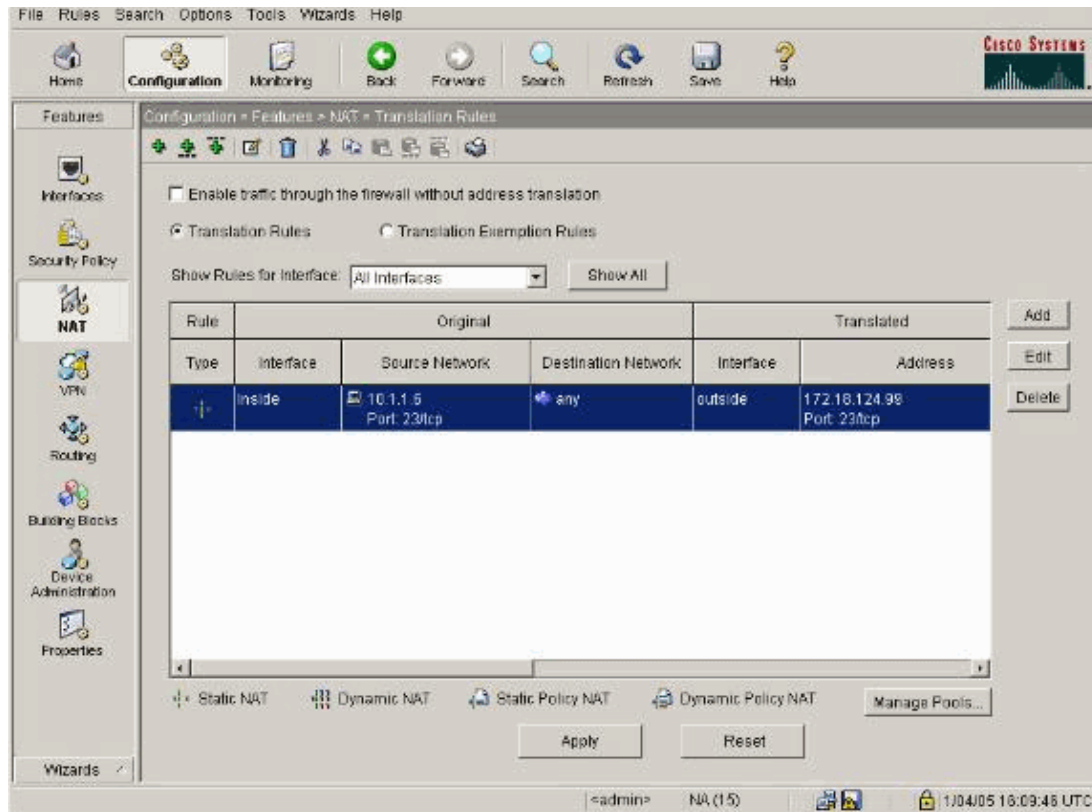 File Rules Search Options Tools Wizards Help
Home Configuration Monitoring Back Forward Search Refresh Save Help
CISCO SYSTEMS
Features
Configuration > Features > NAT > Translation Rules
Interfaces
Security Policy
NAT
VPN
Routing
Building Blocks
Device Administration
Properties
Wizards
Enable traffic through the firewall without address translation
Translation Rules Translation Exemption Rules
Show Rules for Interface: All Interfaces Show All
Rule Original Translated
Type Interface Source Network Destination Network Interface Address
inside 10.1.1.6 any outside 172.18.124.99
Port: 23/tcp Port: 23/tcp
Add
Edit
Delete
Static NAT Dynamic NAT Static Policy NAT Dynamic Policy NAT Manage Pools...
Apply Reset
<admin> NA (15) 1/04/05 16:09:46 UTC